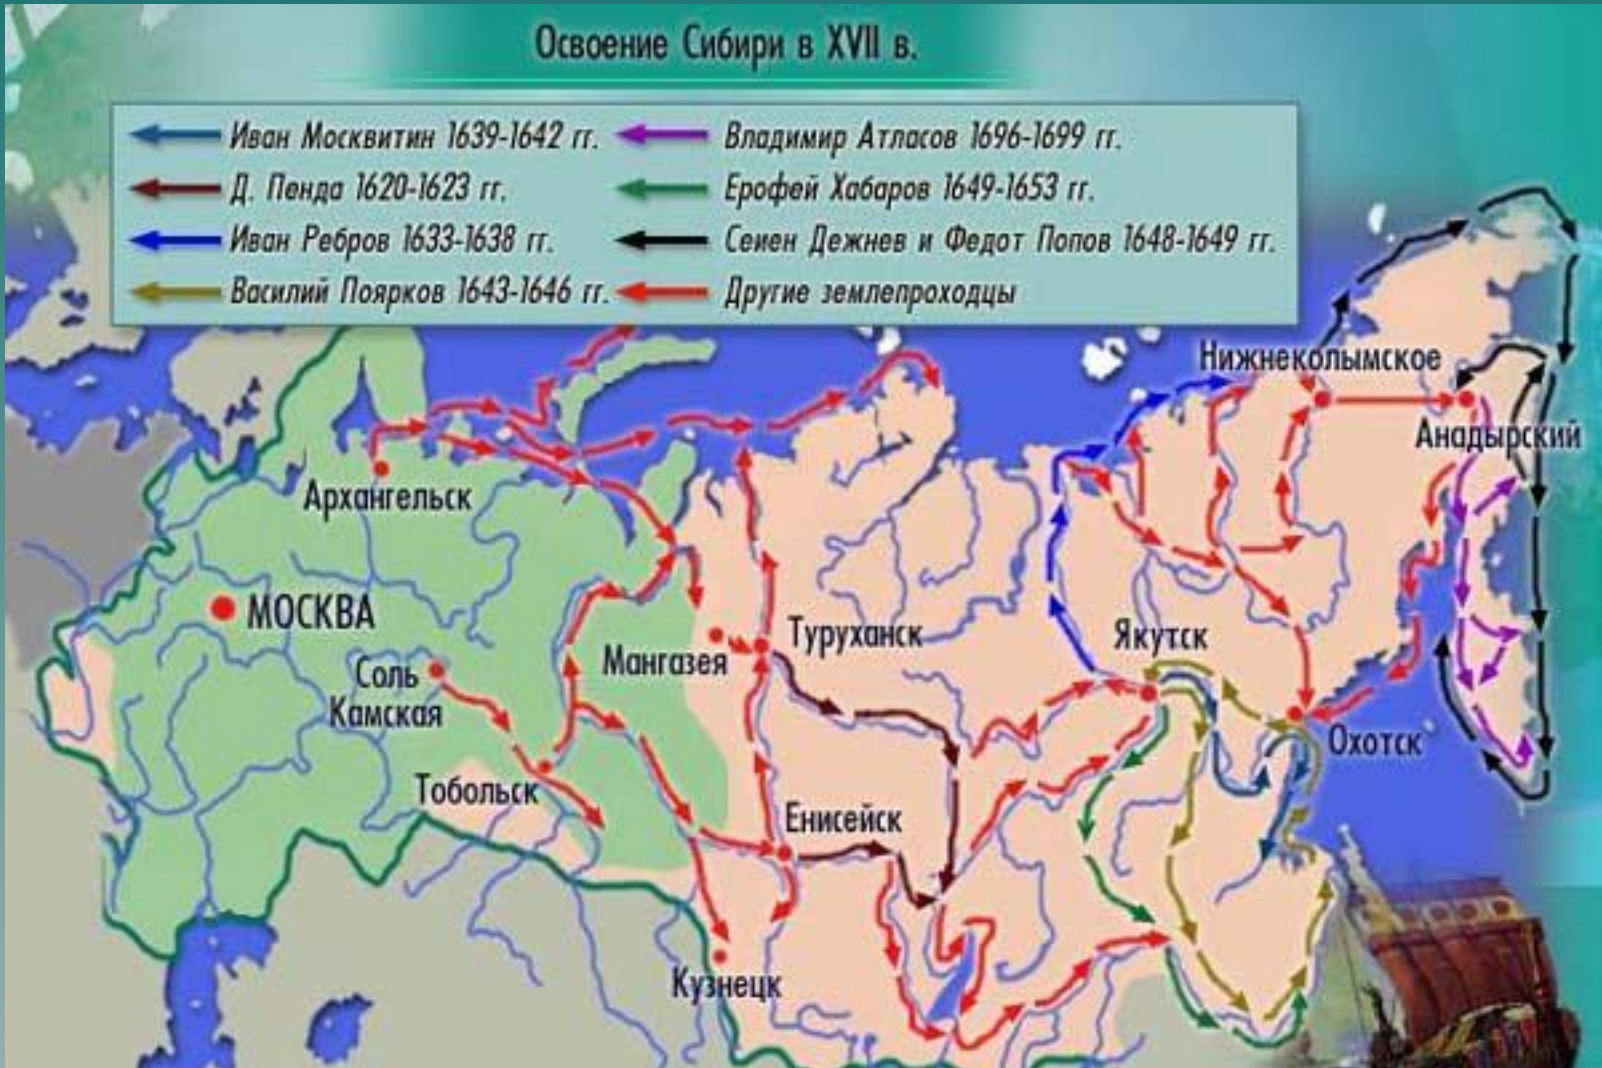 Освоение Сибири в XVII в.
Иван Москвитин 1639-1642 гг.
Д. Пенда 1620-1623 гг.
Иван Ребров 1633-1638 гг.
Василий Поярков 1643-1646 гг.
Владимир Атласов 1696-1699 гг.
Ерофей Хабаров 1649-1653 гг.
Сеиен Дежнев и Федот Попов 1648-1649 гг.
Другие землепроходцы
Нижнеколымское
Анадырский
Архангельск
МОСКВА
Соль
Камская
Мангазея
Туруханск
Якутск
Охотск
Тобольск
Енисейск
Кузнецк